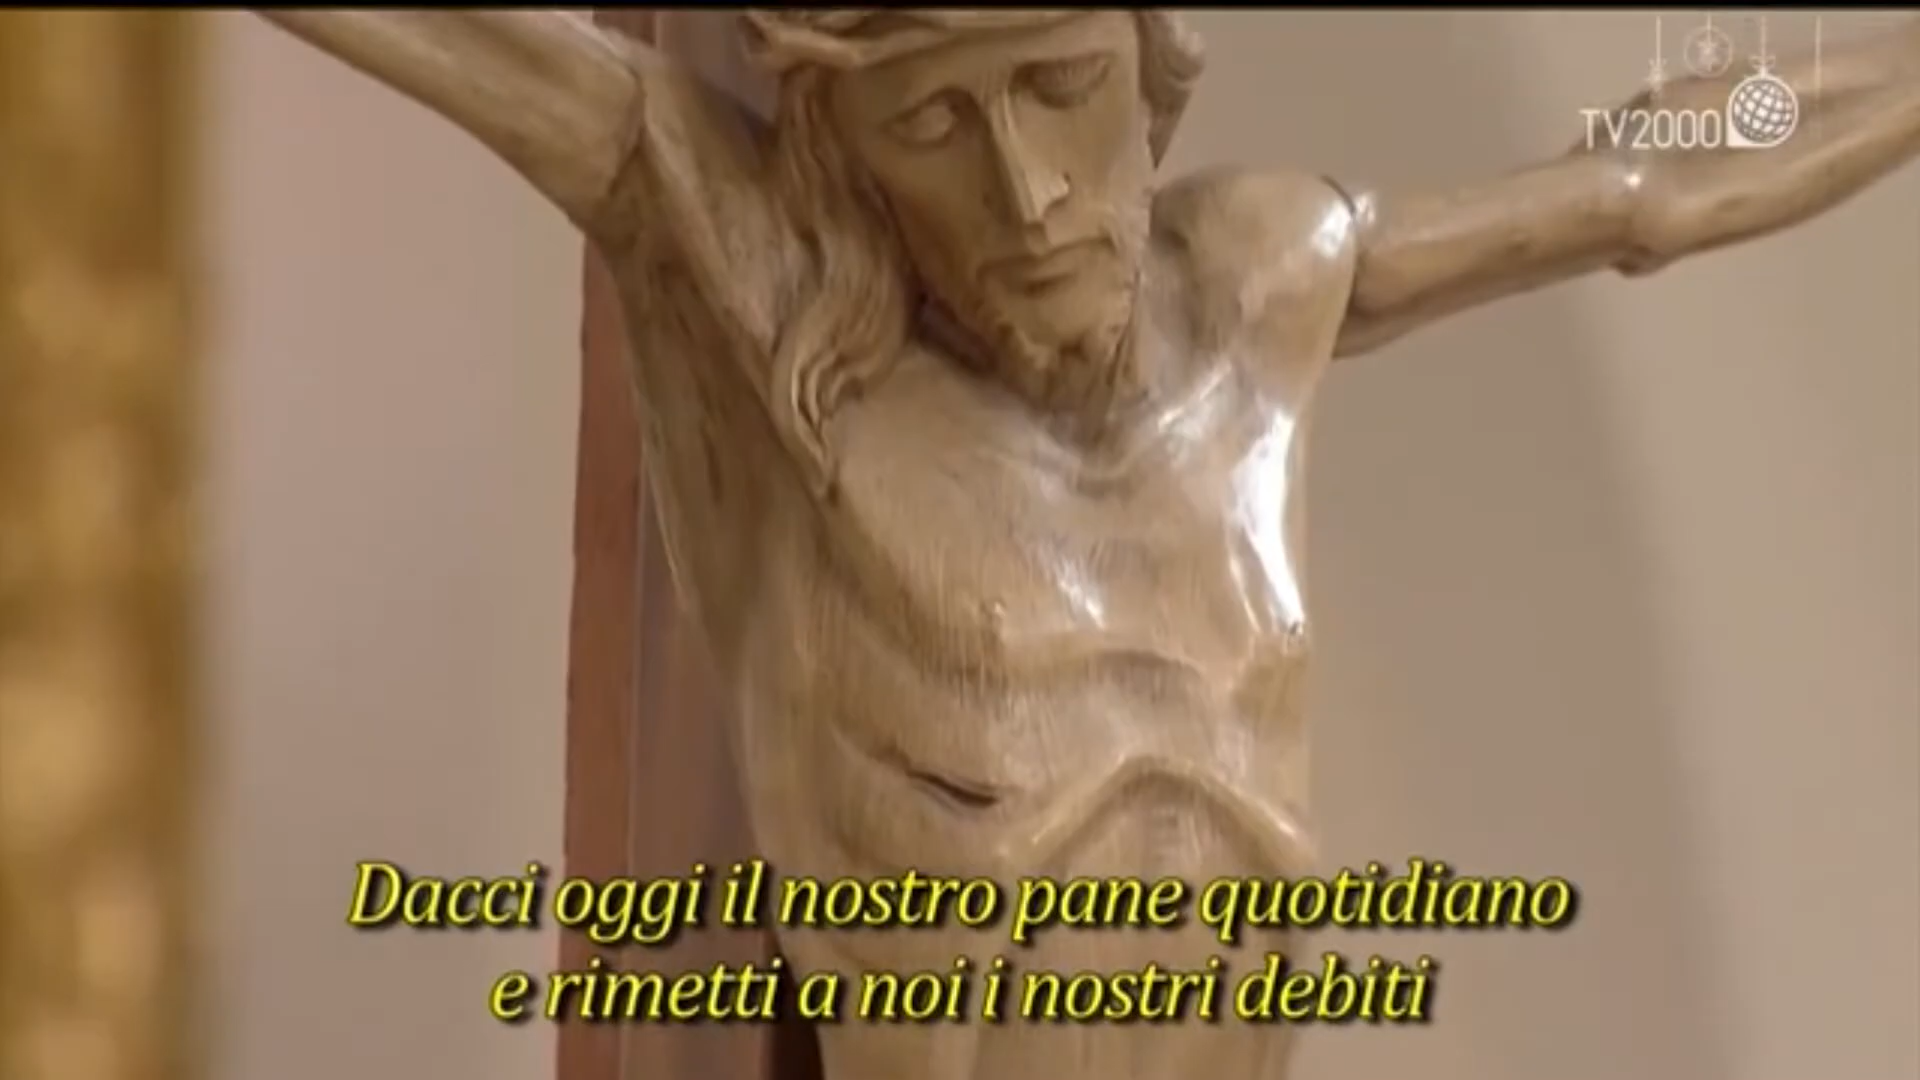 TV2000
Dacci oggi il nostro pane quotidiano
e rimetti a noi i nostri debiti